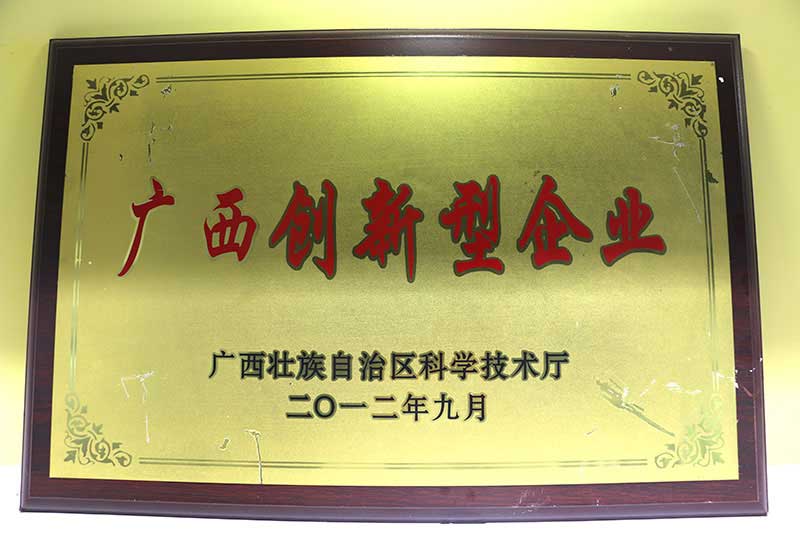 广西创新型企业
广西壮族自治区科学技术厅
二〇一二年九月